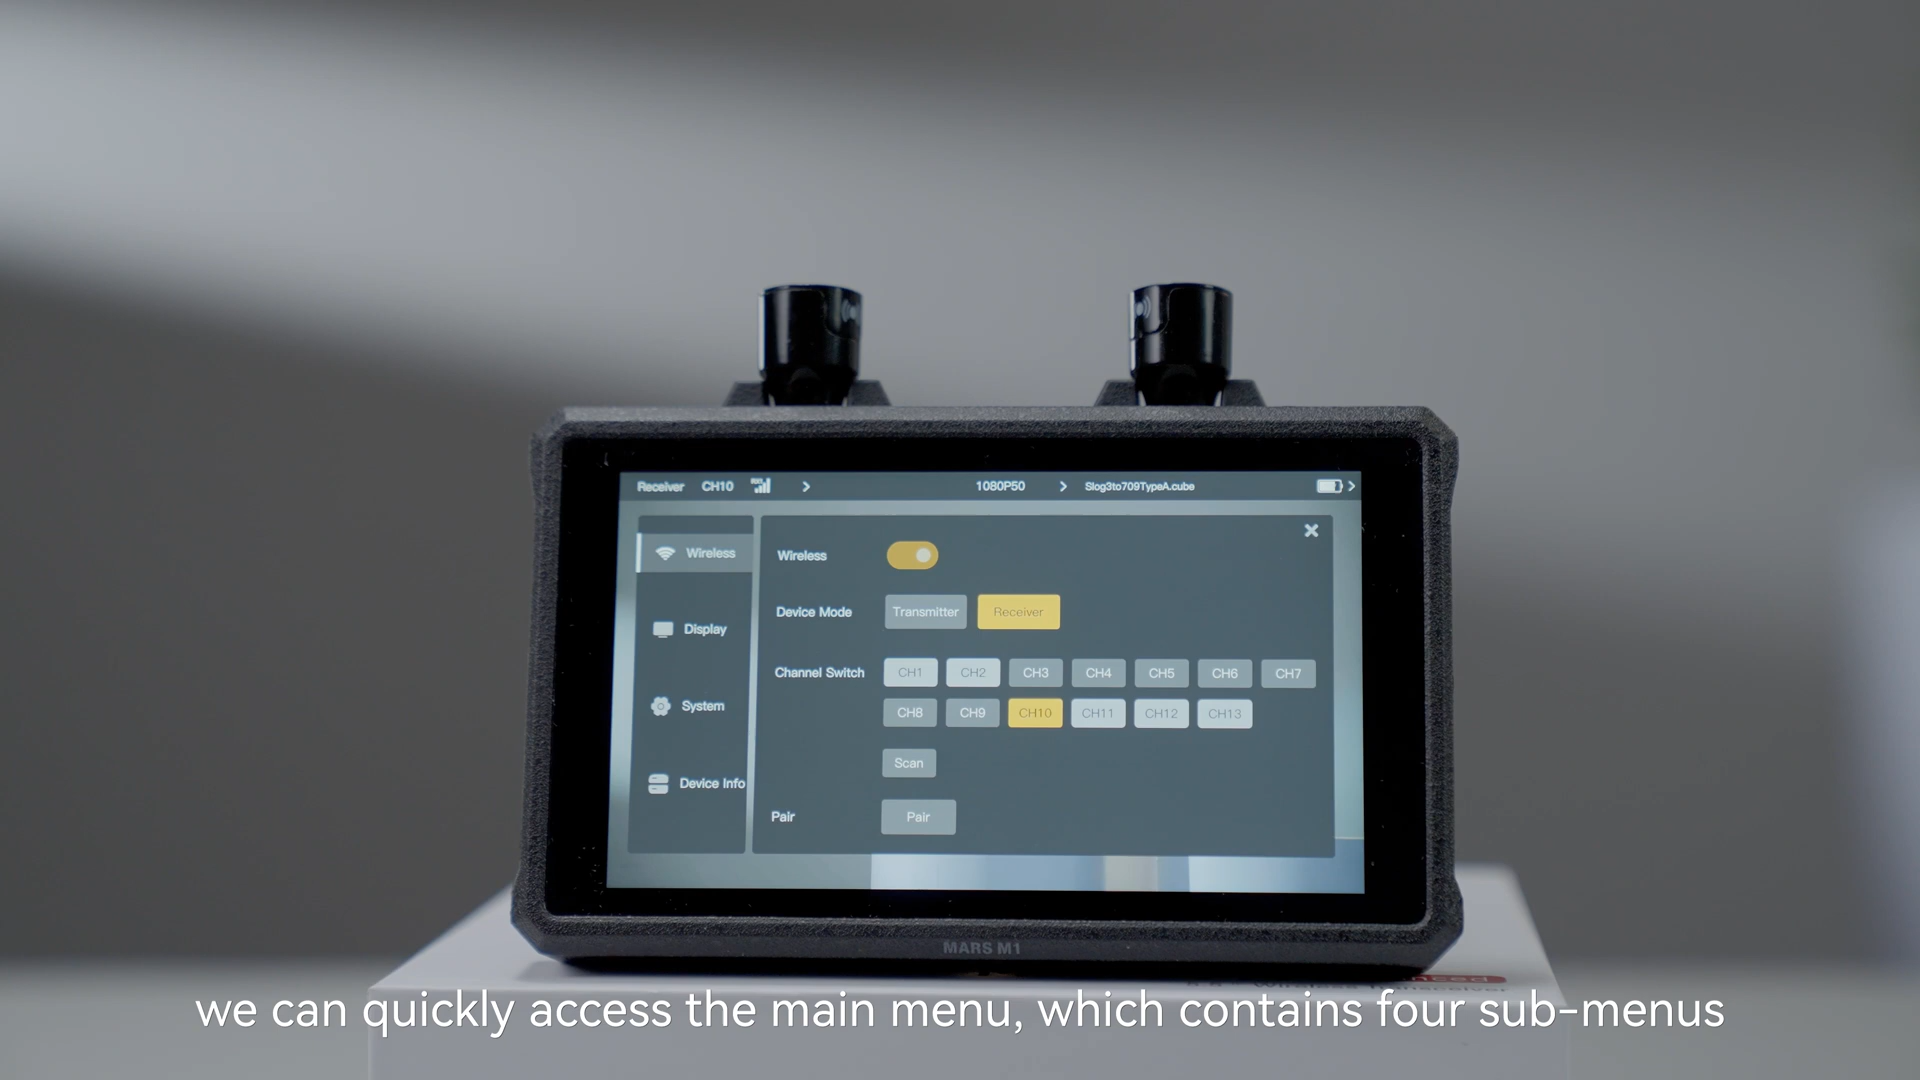 Receiver CH10 1080P50 Slog3to709TypeA.cube
Wireless
Display
System
Device Info
Wireless
Device Mode Transmitter Receiver
Channel Switch CH1 CH2 CH3 CH4 CH5 CH6 CH7
CH8 CH9 CH10 CH11 CH12 CH13
Scan
Pair Pair
MARS M1
we can quickly access the main menu, which contains four sub-menus